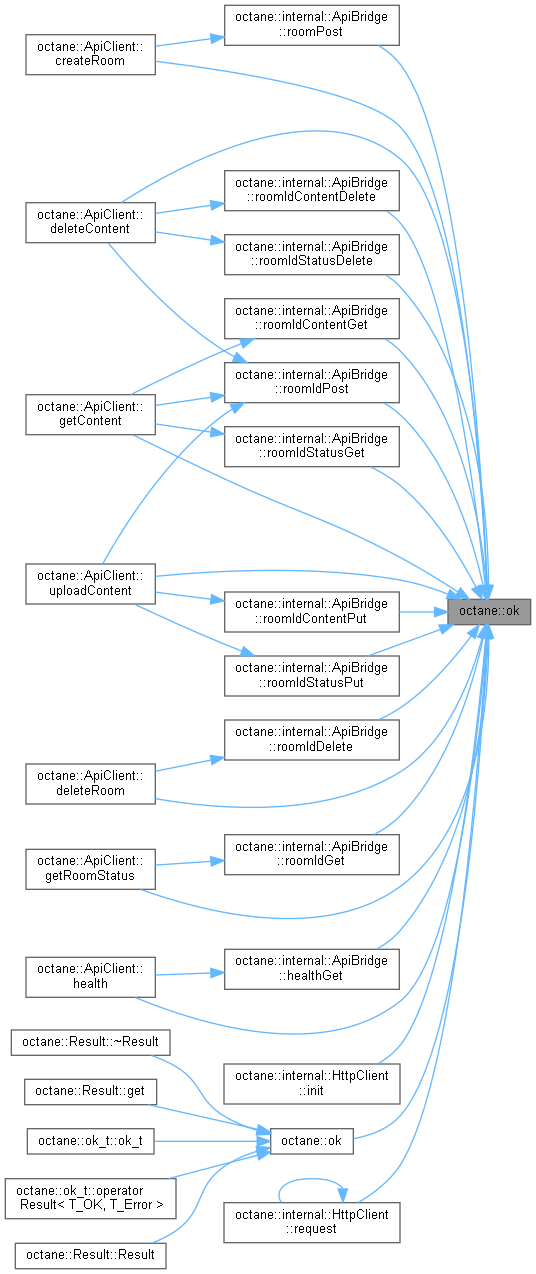 octane::internal::ApiBridge
::roomPost
octane::ApiClient::
createRoom
octane::internal::ApiBridge
::roomIdContentDelete
octane::ApiClient::
deleteContent
octane::internal::ApiBridge
::roomIdStatusDelete
octane::internal::ApiBridge
::roomIdContentGet
octane::internal::ApiBridge
::roomIdPost
octane::ApiClient::
getContent
octane::internal::ApiBridge
::roomIdStatusGet
octane::ApiClient::
uploadContent
octane::internal::ApiBridge
::roomIdContentPut
octane::ok
octane::internal::ApiBridge
::roomIdStatusPut
octane::internal::ApiBridge
::roomIdDelete
octane::ApiClient::
deleteRoom
octane::internal::ApiBridge
::roomIdGet
octane::ApiClient::
getRoomStatus
octane::internal::ApiBridge
::healthGet
octane::ApiClient::
health
octane::Result::~Result
octane::internal::HttpClient
::init
octane::Result::get
octane::ok_t::ok_t
octane::ok
octane::ok_t::operator
Result< T_OK, T_Error >
octane::internal::HttpClient
::request
octane::Result::Result